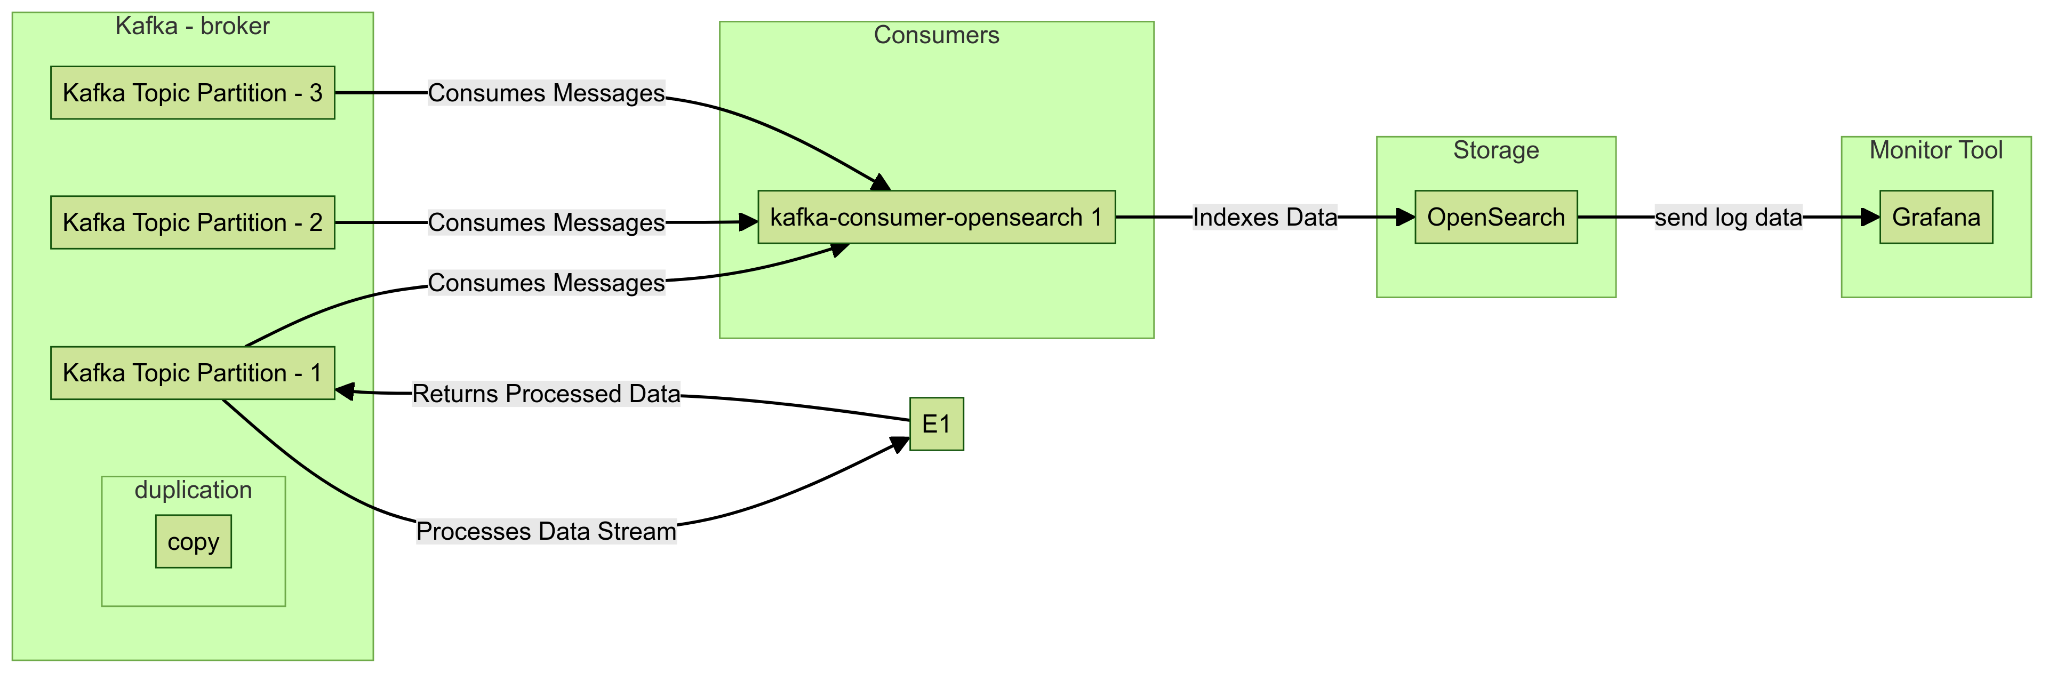 Kafka - broker
Kafka Topic Partition - 3
Kafka Topic Partition - 2
Kafka Topic Partition - 1
duplication
copy
Consumes Messages
Consumes Messages
Consumes Messages
Returns Processed Data
Processes Data Stream
Consumers
kafka-consumer-opensearch 1
E1
Indexes Data
Storage
OpenSearch
send log data
Monitor Tool
Grafana